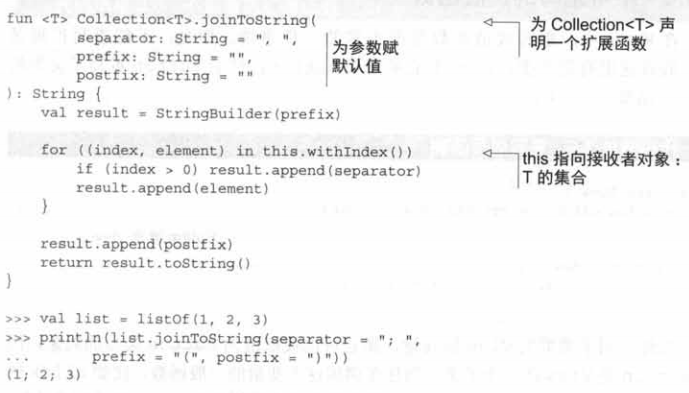 fun <T> Collection<T>.joinToString(
为 Collection<T> 声
明一个扩展函数
separator: String = ", ",
prefix: String = "",
postfix: String = ""
为参数赋
默认值
): String {
val result = StringBuilder(prefix)
for ((index, element) in this.withIndex())
this 指向接收者对象：
T 的集合
if (index > 0) result.append(separator)
result.append(element)
}
result.append(postfix)
return result.toString()
}
>>> val list = listOf(1, 2, 3)
>>> println(list.joinToString(separator = "; ",
... prefix = "(", postfix = ")"))
(1; 2; 3)